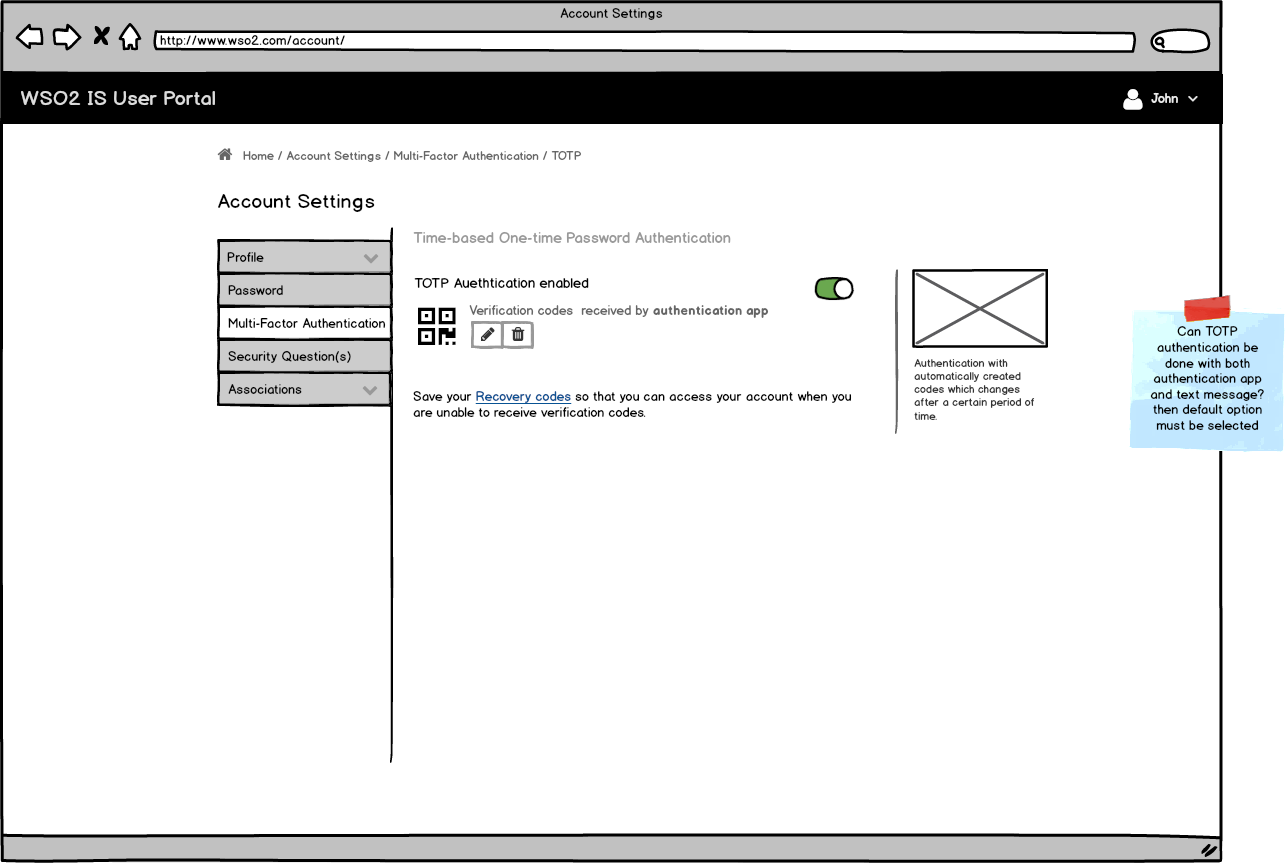 Account Settings
http://www.wso2.com/account/
WSO2 IS User Portal
John
Home / Account Settings / Multi-Factor Authentication / TOTP
Account Settings
Profile
Password
Multi-Factor Authentication
Security Question(s)
Associations
Time-based One-time Password Authentication
TOTP Auethtication enabled
Verification codes received by authentication app
Save your Recovery codes so that you can access your account when you
are unable to receive verification codes.
Authentication with
automatically created
codes which changes
after a certain period of
time.
Can TOTP
authentication be
done with both
authentication app
and text message?
then default option
must be selected